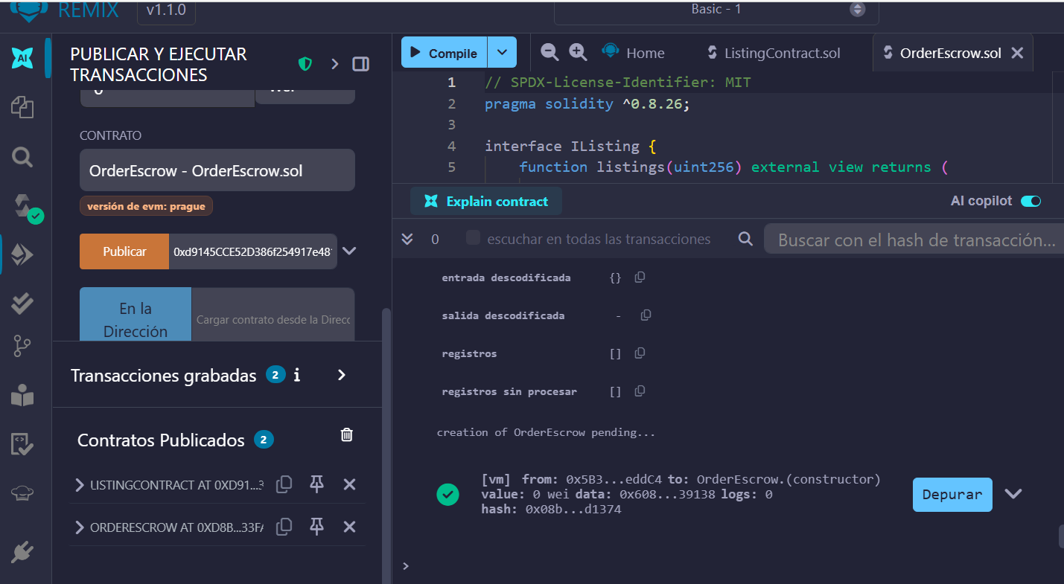 REMIX v1.1.0
Basic - 1
PUBLICAR Y EJECUTAR
TRANSACCIONES
CONTRATO
OrderEscrow - OrderEscrow.sol
versión de evm: prague
Publicar
0xd9145CCE52D386f254917e48
En la
Dirección
Cargar contrato desde la Direcc
Transacciones grabadas 2 i
Contratos Publicados 2
LISTINGCONTRACT AT 0XD91...3
ORDERESCROW AT 0XD8B...33F
AI
Compile
Home
ListingContract.sol
OrderEscrow.sol
1 // SPDX-License-Identifier: MIT
2 pragma solidity ^0.8.26;
3
4 interface IListing {
5 function listings(uint256) external view returns (
Explain contract
AI copilot
0
escuchar en todas las transacciones
Buscar con el hash de transacción...
entrada descodificada {}
salida descodificada -
registros []
registros sin procesar []
creation of OrderEscrow pending...
[vm] from: 0x5B3...eddC4 to: OrderEscrow.(constructor)
value: 0 wei data: 0x608...39138 logs: 0
hash: 0x08b...d1374
Depurar
>